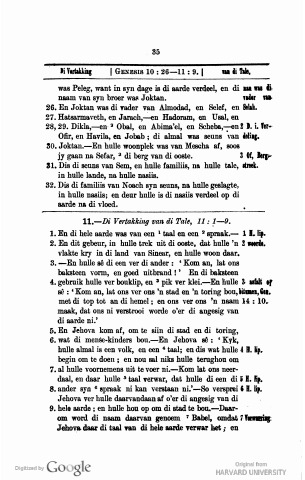 35
Di Vertakking | GENESIS 10 : 26—11 : 9. | van di Tale,
was Peleg, want in syn dage is di aarde verdeel, en di naam van syn broer was Joktan.
26. En Joktan was di vader van Almodad, en Selef, en
27. Hatsarmaveth, en Jarach,—en Hadoram, en Usal, en
28, 29. Dikla,—en ² Obal, en Abima'el, en Scheba,—en 2 D. i. Ver-
Ofir, en Havila, en Jobab ; di almal was seuns van deling.
30. Joktan.—En hulle woonplek was van Mescha af, soos
jy gaan na Sefar, ³ di berg van di ooste. 3 Of, Berg-
31. Dis di seuns van Sem, en hulle familiis, na hulle tale, streek.
in hulle lande, na hulle nasiis.
32. Dis di familiis van Noach syn seuns, na hulle geslagte,
in hulle nasiis; en deur hulle is di nasiis verdeel op di
aarde na di vloed.
11.—Di Vertakking van di Tale, 11 : 1—9.
1. En di hele aarde was van een ¹ taal en een ² spraak.— 1 H. lip.
2. En dit gebeur, in hulle trek uit di ooste, dat hulle 'n 2 woorde.
vlakte kry in di land van Sinear, en hulle woon daar.
3. —En hulle sê di een ver di ander : ' Kom an, lat ons
baksteen vorm, en goed uitbrand ! ' En di baksteen
4. gebruik hulle ver bouklip, en ³ pik ver klei.—En hulle 3 asfalt of
sê : ' Kom an, lat ons ver ons 'n stad en 'n toring bou,
met di top tot an di hemel ; en ons ver ons 'n naam 14 : 10.
maak, dat ons ni verstrooi worde o'er di angesig van
di aarde ni.'
5. En Jehova kom af, om te siin di stad en di toring,
6. wat di mense-kinders bou.—En Jehova sê : ' Kyk,
hulle almal is een volk, en een ⁴ taal; en dis wat hulle 4 H. lip.
begin om te doen ; en nou sal niks hulle terughou on
7. al hulle voornemens uit te voer ni.—Kom lat ons neer-
daal, en daar hulle ⁵ taal verwar, dat hulle di een di 5 H. lip.
8. ander syn ⁶ spraak ni kan verstaan ni.'—So versprei 6 H. lip.
Jehova ver hulle daarvandaan af o'er di angesig van di
9. hele aarde ; en hulle hou op om di stad te bou.—Daar-
om word di naam daarvan genoem ⁷ Babel, omdat 7 Verwarring.
Jehova daar di taal van di hele aarde verwar het ; en
Digitized by Google
Original from
HARVARD UNIVERSITY